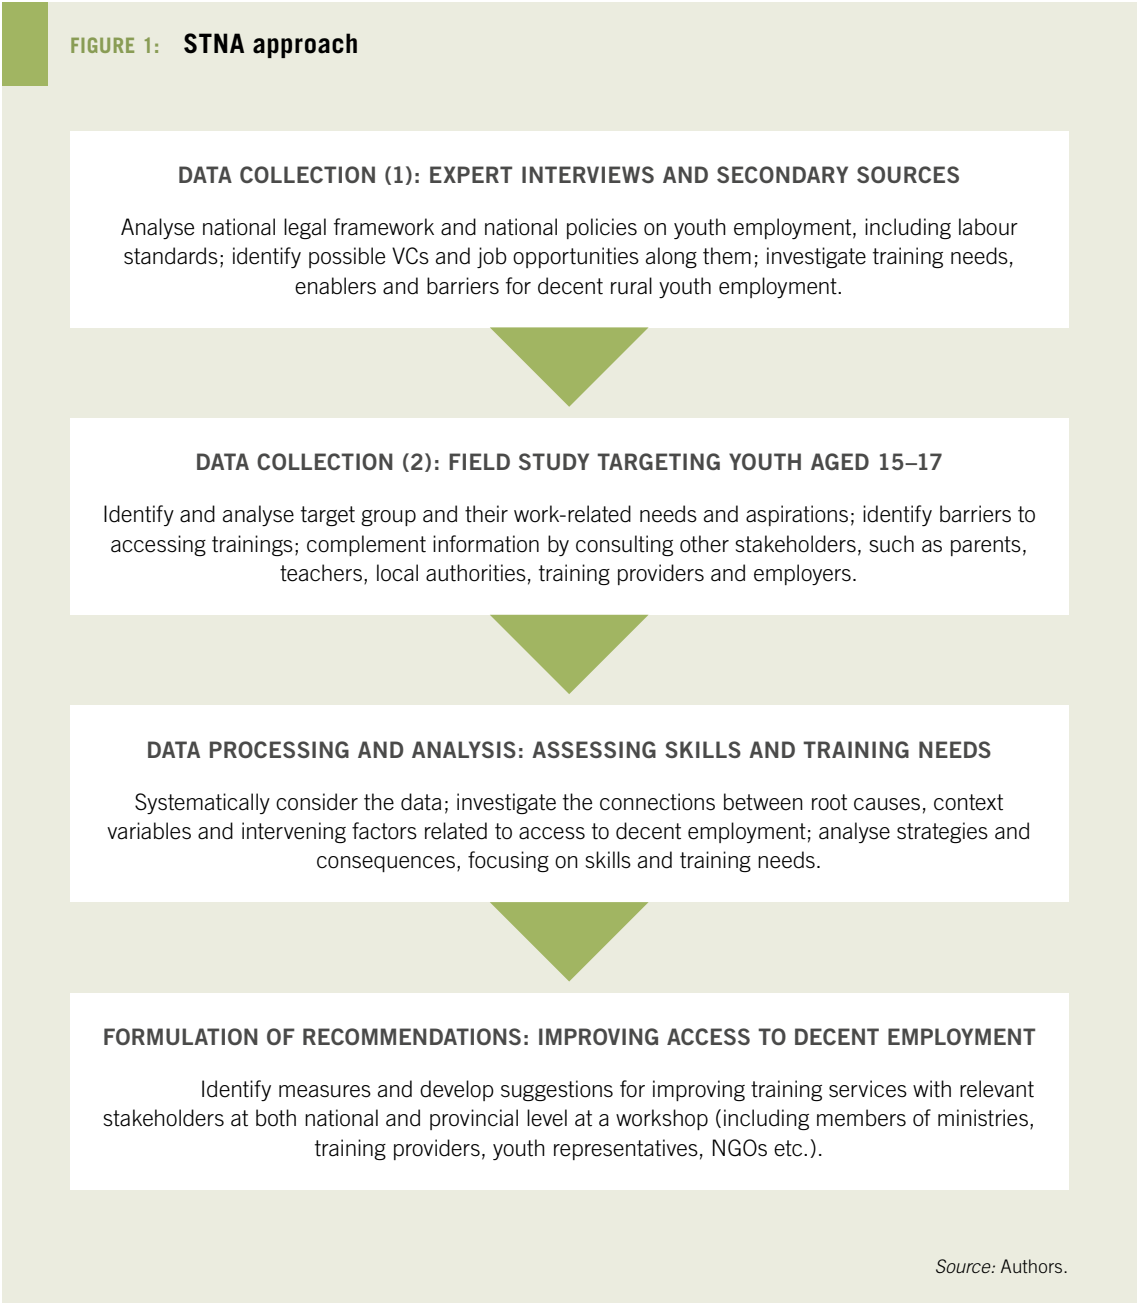 FIGURE 1: STNA approach
DATA COLLECTION (1): EXPERT INTERVIEWS AND SECONDARY SOURCES
Analyse national legal framework and national policies on youth employment, including labour
standards; identify possible VCs and job opportunities along them; investigate training needs,
enablers and barriers for decent rural youth employment.
DATA COLLECTION (2): FIELD STUDY TARGETING YOUTH AGED 15–17
Identify and analyse target group and their work-related needs and aspirations; identify barriers to
accessing trainings; complement information by consulting other stakeholders, such as parents,
teachers, local authorities, training providers and employers.
DATA PROCESSING AND ANALYSIS: ASSESSING SKILLS AND TRAINING NEEDS
Systematically consider the data; investigate the connections between root causes, context
variables and intervening factors related to access to decent employment; analyse strategies and
consequences, focusing on skills and training needs.
FORMULATION OF RECOMMENDATIONS: IMPROVING ACCESS TO DECENT EMPLOYMENT
Identify measures and develop suggestions for improving training services with relevant
stakeholders at both national and provincial level at a workshop (including members of ministries,
training providers, youth representatives, NGOs etc.).
Source: Authors.